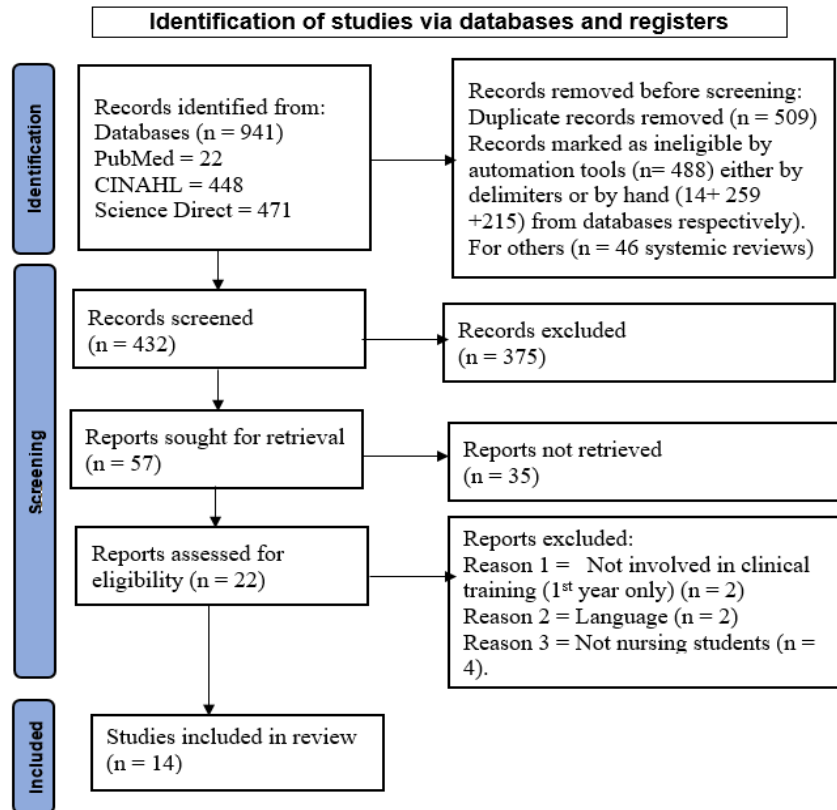 Identification of studies via databases and registers
Identification
Records identified from:
Databases (n = 941)
PubMed = 22
CINAHL = 448
Science Direct = 471
Records removed before screening:
Duplicate records removed (n = 509)
Records marked as ineligible by
automation tools (n= 488) either by
delimiters or by hand (14+ 259
+215) from databases respectively).
For others (n = 46 systemic reviews)
Screening
Records screened
(n = 432)
Records excluded
(n = 375)
Reports sought for retrieval
(n = 57)
Reports not retrieved
(n = 35)
Reports assessed for
eligibility (n = 22)
Reports excluded:
Reason 1 = Not involved in clinical
training (1st year only) (n = 2)
Reason 2 = Language (n = 2)
Reason 3 = Not nursing students (n =
4).
Included
Studies included in review
(n = 14)